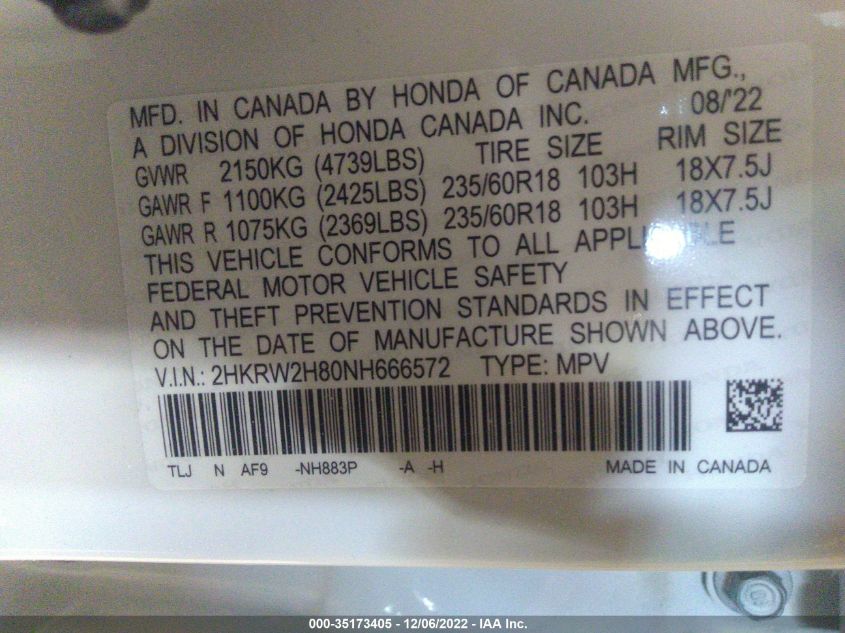 MFD. IN CANADA BY HONDA OF CANADA MFG.,
A DIVISION OF HONDA CANADA INC. 08/'22
GVWR 2150KG (4739LBS) TIRE SIZE RIM SIZE
GAWR F 1100KG (2425LBS) 235/60R18 103H 18X7.5J
GAWR R 1075KG (2369LBS) 235/60R18 103H 18X7.5J
THIS VEHICLE CONFORMS TO ALL APPLICABLE
FEDERAL MOTOR VEHICLE SAFETY
AND THEFT PREVENTION STANDARDS IN EFFECT
ON THE DATE OF MANUFACTURE SHOWN ABOVE.
V.I.N.: 2HKRW2H80NH666572 TYPE: MPV
TLJ N AF9 -NH883P -A -H MADE IN CANADA
000-35173405 - 12/06/2022 - IAA Inc.